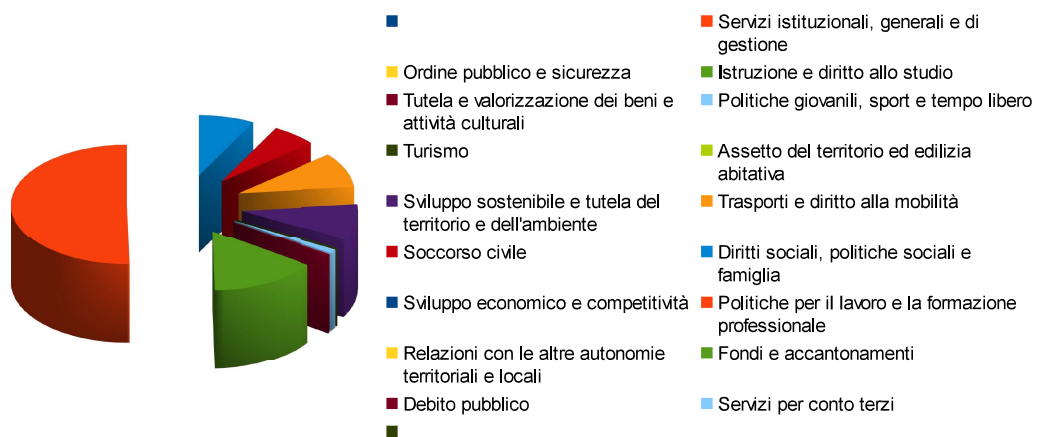 Servizi istituzionali, generali e di
gestione
Ordine pubblico e sicurezza
Istruzione e diritto allo studio
Tutela e valorizzazione dei beni e
attività culturali
Politiche giovanili, sport e tempo libero
Turismo
Assetto del territorio ed edilizia
abitativa
Sviluppo sostenibile e tutela del
territorio e dell'ambiente
Trasporti e diritto alla mobilità
Soccorso civile
Diritti sociali, politiche sociali e
famiglia
Sviluppo economico e competitività
Politiche per il lavoro e la formazione
professionale
Relazioni con le altre autonomie
territoriali e locali
Fondi e accantonamenti
Debito pubblico
Servizi per conto terzi